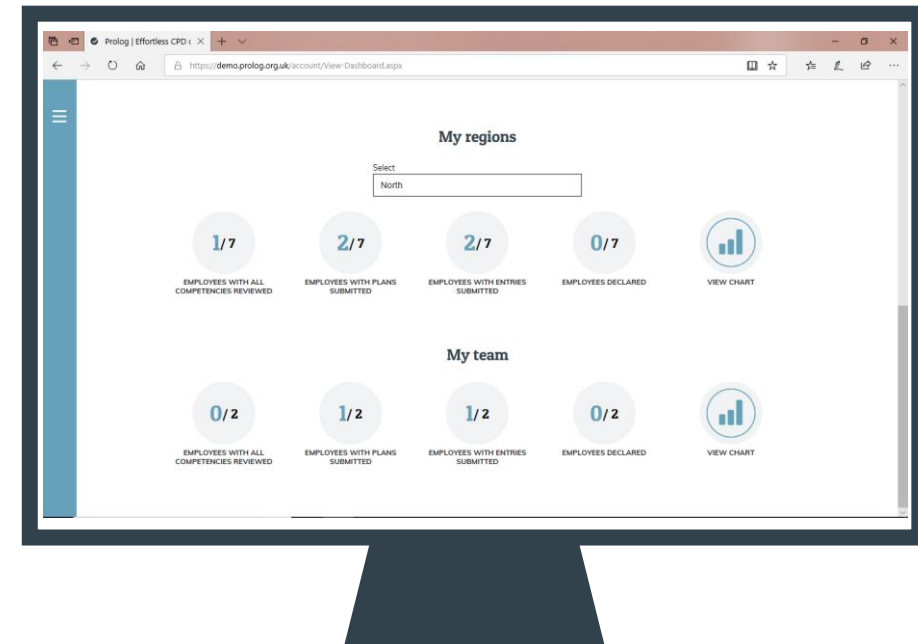 Prolog | Effortless CPD
https://demo.prolog.org.uk/account/View-Dashboard.aspx
My regions
Select
North
1/7
2/7
2/7
0/7
EMPLOYEES WITH ALL
COMPETENCIES REVIEWED
EMPLOYEES WITH PLANS
SUBMITTED
EMPLOYEES WITH ENTRIES
SUBMITTED
EMPLOYEES DECLARED
VIEW CHART
My team
0/2
1/2
1/2
0/2
EMPLOYEES WITH ALL
COMPETENCIES REVIEWED
EMPLOYEES WITH PLANS
SUBMITTED
EMPLOYEES WITH ENTRIES
SUBMITTED
EMPLOYEES DECLARED
VIEW CHART